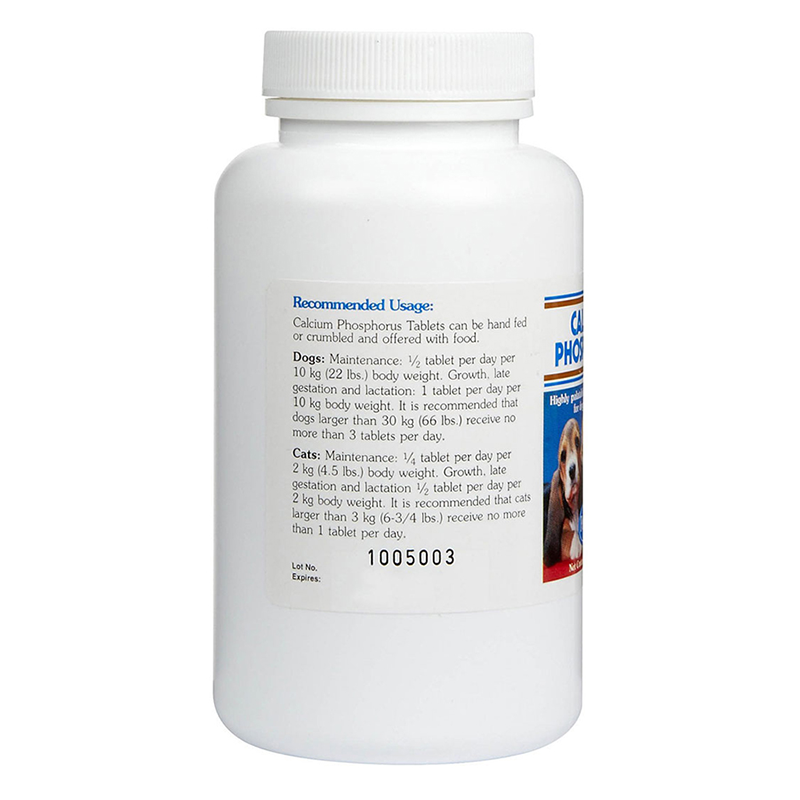 Recommended Usage:
Calcium Phosphorus Tablets can be hand fed
or crumbled and offered with food.
Dogs: Maintenance: ½ tablet per day per
10 kg (22 lbs.) body weight. Growth, late
gestation and lactation: 1 tablet per day per
10 kg body weight. It is recommended that
dogs larger than 30 kg (66 lbs.) receive no
more than 3 tablets per day.
Cats: Maintenance: ¼ tablet per day per
2 kg (4.5 lbs.) body weight. Growth, late
gestation and lactation ½ tablet per day per
2 kg body weight. It is recommended that cats
larger than 3 kg (6-3/4 lbs.) receive no more
than 1 tablet per day.
1005003
Lot No.
Expires:
Highly
for
Net